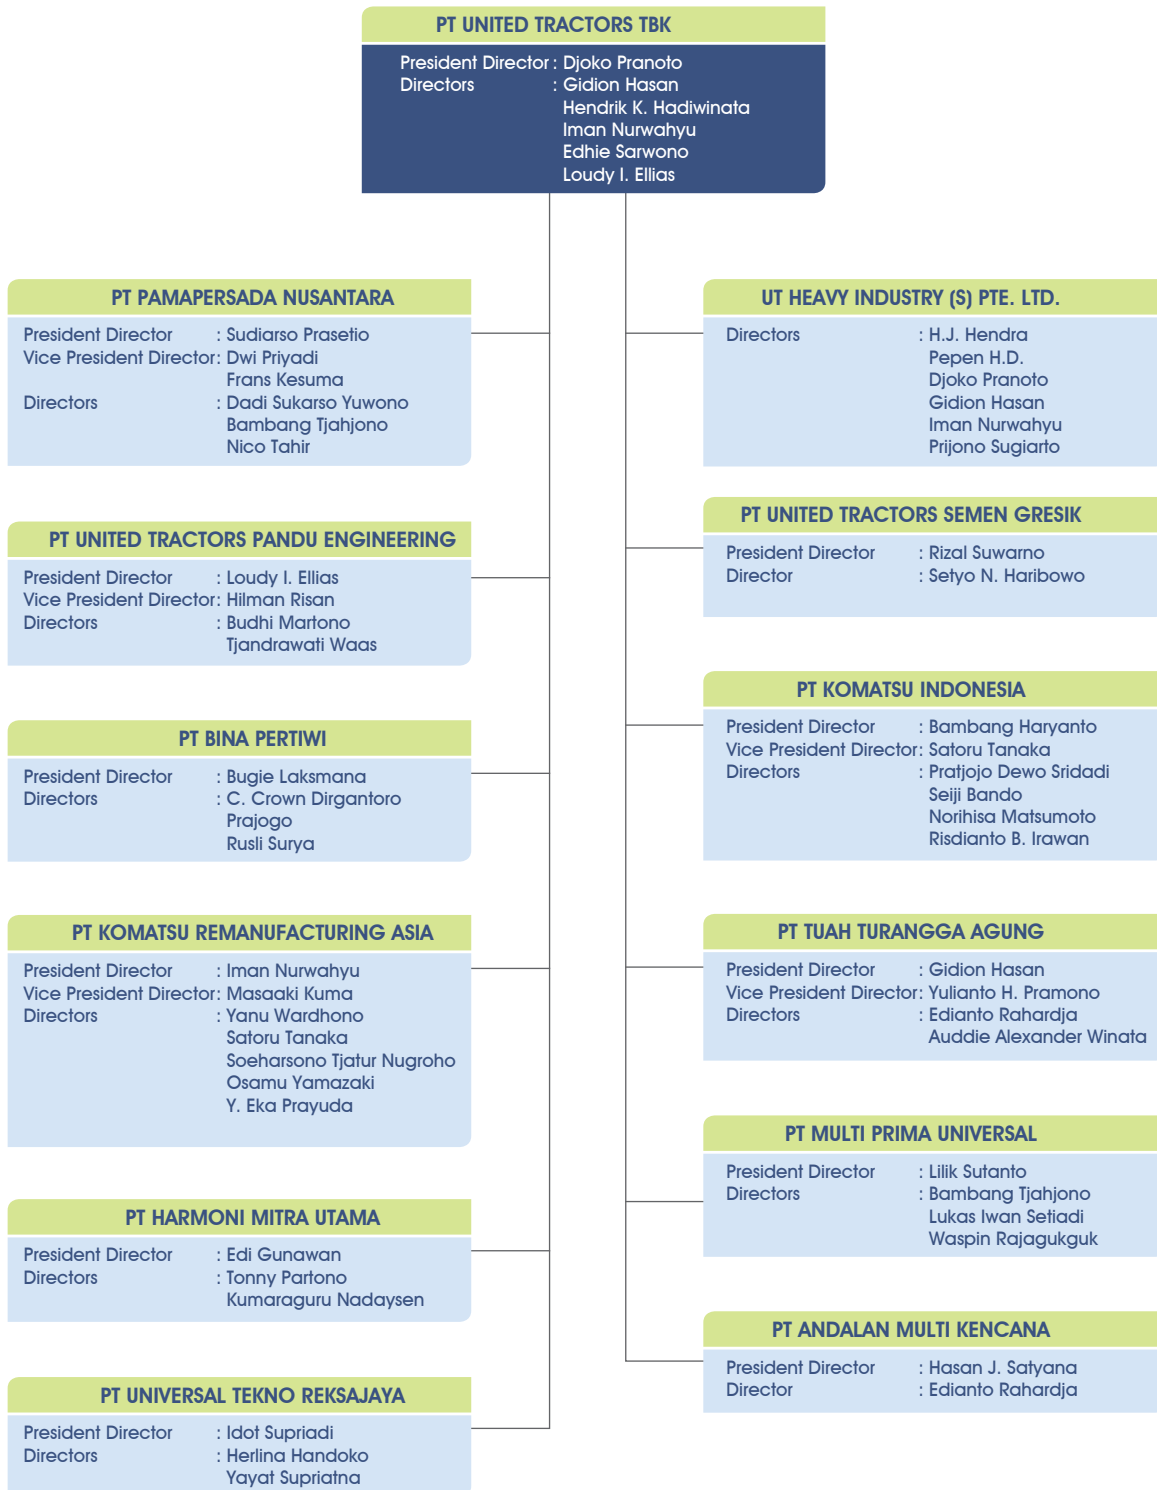 PT UNITED TRACTORS TBK
President Director : Djoko Pranoto
Directors : Gidion Hasan
Hendrik K. Hadiwinata
Iman Nurwahyu
Edhie Sarwono
Loudy I. Ellias
PT PAMAPERSADA NUSANTARA
President Director : Sudiarso Prasetio
Vice President Director: Dwi Priyadi
Frans Kesuma
Directors : Dadi Sukarso Yuwono
Bambang Tjahjono
Nico Tahir
PT UNITED TRACTORS PANDU ENGINEERING
President Director : Loudy I. Ellias
Vice President Director: Hilman Risan
Directors : Budhi Martono
Tjandrawati Waas
PT BINA PERTIWI
President Director : Bugie Laksmana
Directors : C. Crown Dirgantoro
Prajogo
Rusli Surya
PT KOMATSU REMANUFACTURING ASIA
President Director : Iman Nurwahyu
Vice President Director: Masaaki Kuma
Directors : Yanu Wardhono
Satoru Tanaka
Soeharsono Tjatur Nugroho
Osamu Yamazaki
Y. Eka Prayuda
PT HARMONI MITRA UTAMA
President Director : Edi Gunawan
Directors : Tonny Partono
Kumaraguru Nadaysen
PT UNIVERSAL TEKNO REKSAJAYA
President Director : Idot Supriadi
Directors : Herlina Handoko
Yayat Supriatna
UT HEAVY INDUSTRY (S) PTE. LTD.
Directors : H.J. Hendra
Pepen H.D.
Djoko Pranoto
Gidion Hasan
Iman Nurwahyu
Prijono Sugiarto
PT UNITED TRACTORS SEMEN GRESIK
President Director : Rizal Suwarno
Director : Setyo N. Haribowo
PT KOMATSU INDONESIA
President Director : Bambang Haryanto
Vice President Director: Satoru Tanaka
Directors : Pratjojo Dewo Sridadi
Seiji Bando
Norihisa Matsumoto
Risdianto B. Irawan
PT TUAH TURANGGA AGUNG
President Director : Gidion Hasan
Vice President Director: Yulianto H. Pramono
Directors : Edianto Rahardja
Auddie Alexander Winata
PT MULTI PRIMA UNIVERSAL
President Director : Lilik Sutanto
Directors : Bambang Tjahjono
Lukas Iwan Setiadi
Waspin Rajagukguk
PT ANDALAN MULTI KENCANA
President Director : Hasan J. Satyana
Director : Edianto Rahardja